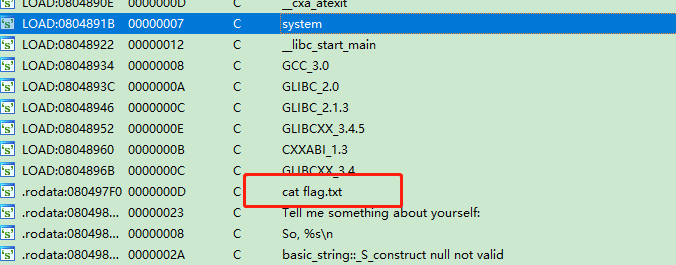 LOAD:0804890E 0000000D C __cxa_atexit
LOAD:0804891B 00000007 C system
LOAD:08048922 00000012 C __libc_start_main
LOAD:08048934 00000008 C GCC_3.0
LOAD:0804893C 0000000A C GLIBC_2.0
LOAD:08048946 0000000C C GLIBC_2.1.3
LOAD:08048952 0000000E C GLIBCXX_3.4.5
LOAD:08048960 0000000B C CXXABI_1.3
LOAD:0804896B 0000000C C GLIBCXX_3.4
.rodata:080497F0 0000000D C cat flag.txt
.rodata:080498... 00000023 C Tell me something about yourself:
.rodata:080498... 00000008 C So, %s\n
.rodata:080498... 0000002A C basic_string::_S_construct null not valid